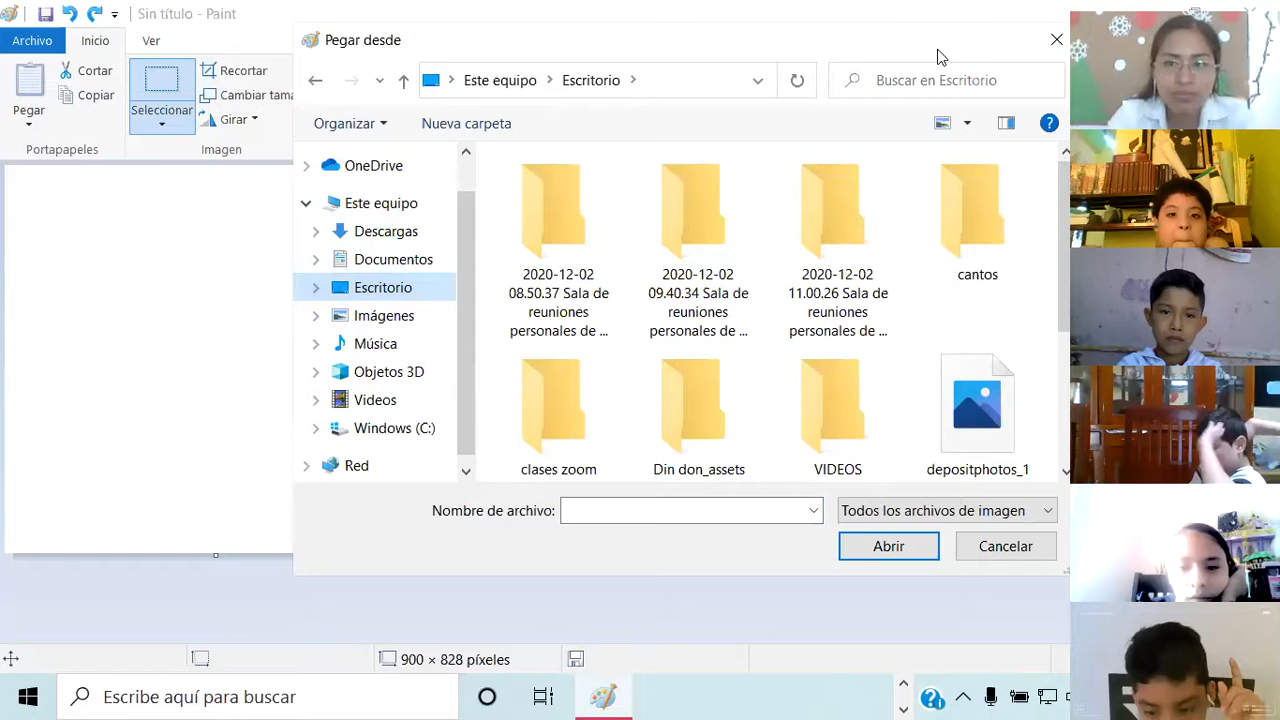 Sin título - Paint
Archivo
Inicio
Ver
Pegar
Cortar
Copiar
Portapapeles
Seleccionar
Recortar
Cambiar tama
Girar
Imagen
Pegar desde
Este equipo
Escritorio
Buscar en Escritorio
Organizar
Nueva carpeta
OneDrive
Este equipo
Descargas
Documentos
Escritorio
Imágenes
Música
Objetos 3D
Videos
Windows (C:)
Red
2020-12-02
08.50.37 Sala de
reuniones
personales de ...
2020-12-02
09.40.34 Sala de
reuniones
personales de ...
2020-12-02
11.00.26 Sala de
reuniones
personales de ...
cantos
clases zoom
Din don_assets
VIDEOS
depositphotos_1
Nombre de archivo:
Todos los archivos de imagen
Abrir
Cancelar
900 × 828 píxeles
Escribe aquí para buscar